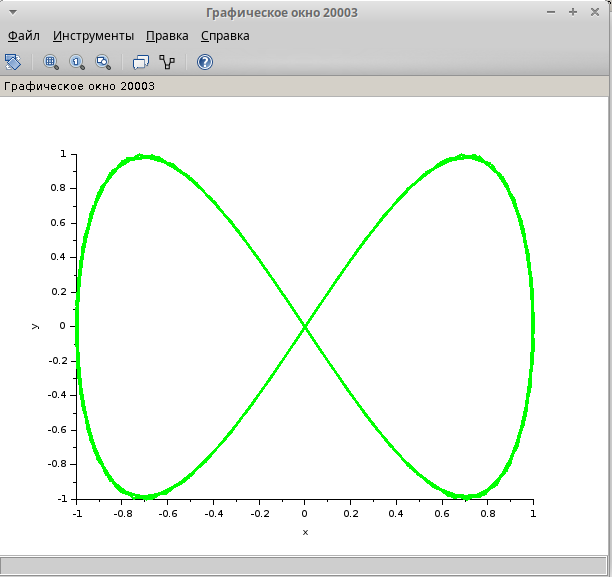 Графическое окно 20003
Файл Инструменты Правка Справка
Графическое окно 20003
1
0.8
0.6
0.4
0.2
y
0
-0.2
-0.4
-0.6
-0.8
-1
-1 -0.8 -0.6 -0.4 -0.2 0 0.2 0.4 0.6 0.8 1
x